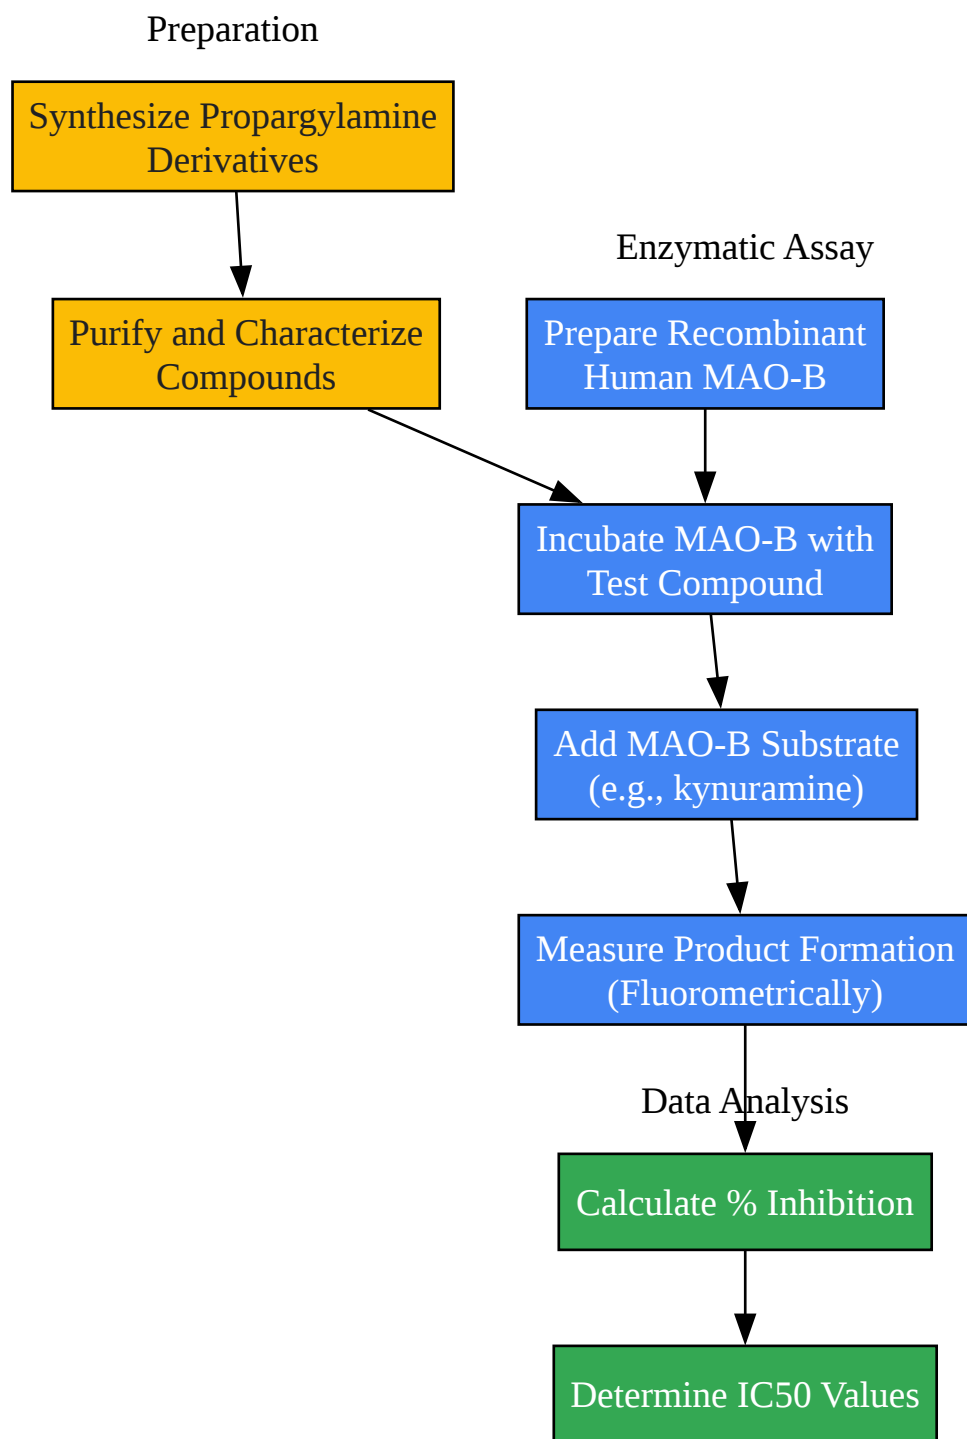 Preparation
Synthesize Propargylamine
Derivatives
Enzymatic Assay
Purify and Characterize
Compounds
Prepare Recombinant
Human MAO-B
Incubate MAO-B with
Test Compound
Add MAO-B Substrate
(e.g., kynuramine)
Measure Product Formation
(Fluorometrically)
Data Analysis
Calculate % Inhibition
Determine IC50 Values